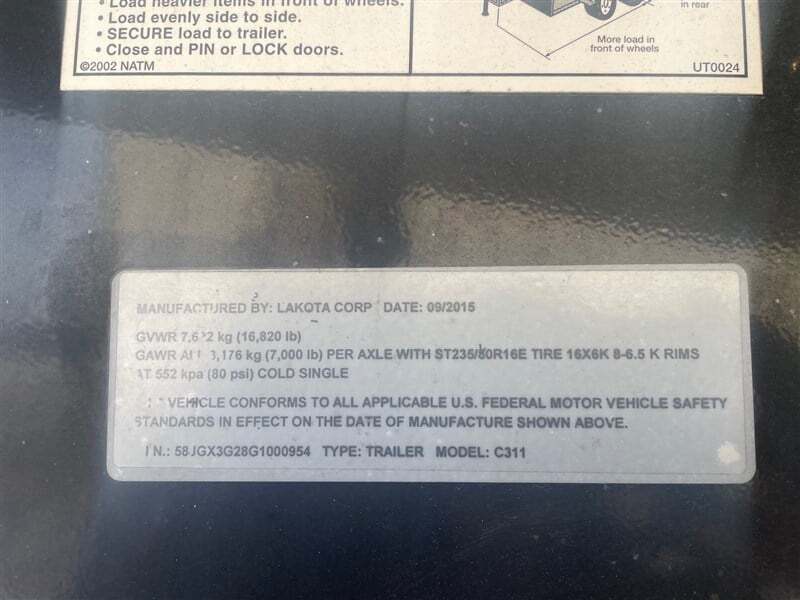 • Load heavier items in front of wheels.
• Load evenly side to side.
• SECURE load to trailer.
• Close and PIN or LOCK doors.
©2002 NATM
in rear
More load in
front of wheels
UT0024
MANUFACTURED BY: LAKOTA CORP DATE: 09/2015
GVWR kg (16,820 lb)
GAWR kg (7,000 lb) PER AXLE WITH ST235/80R16E TIRE 16X6K 8-6.5 K RIMS
AT 552 kpa (80 psi) COLD SINGLE
VEHICLE CONFORMS TO ALL APPLICABLE U.S. FEDERAL MOTOR VEHICLE SAFETY
STANDARDS IN EFFECT ON THE DATE OF MANUFACTURE SHOWN ABOVE.
N.: 58JGX3G28G1000954 TYPE: TRAILER MODEL: C311